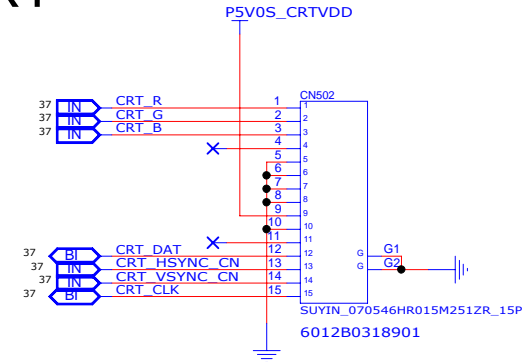 P5V0S_CRTVDD
CN502
37 IN CRT_R 1 1
37 IN CRT_G 2 2
37 IN CRT_B 3 3
4 4
5 5
6 6
7 7
8 8
9 9
10 10
11 11
37 BI CRT_DAT 12 12 G G1
37 IN CRT_HSYNC_CN 13 13 G G2
37 IN CRT_VSYNC_CN 14 14
37 BI CRT_CLK 15 15
SUYIN_070546HR015M251ZR_15P
6012B0318901